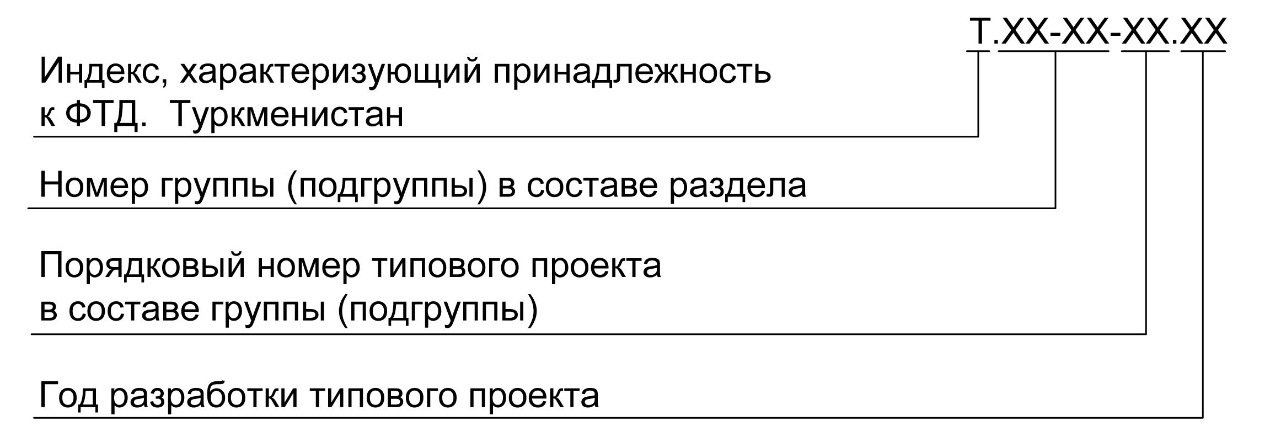 Т.XX-XX-XX.XX
Индекс, характеризующий принадлежность
к ФТД. Туркменистан
Номер группы (подгруппы) в составе раздела
Порядковый номер типового проекта
в составе группы (подгруппы)
Год разработки типового проекта